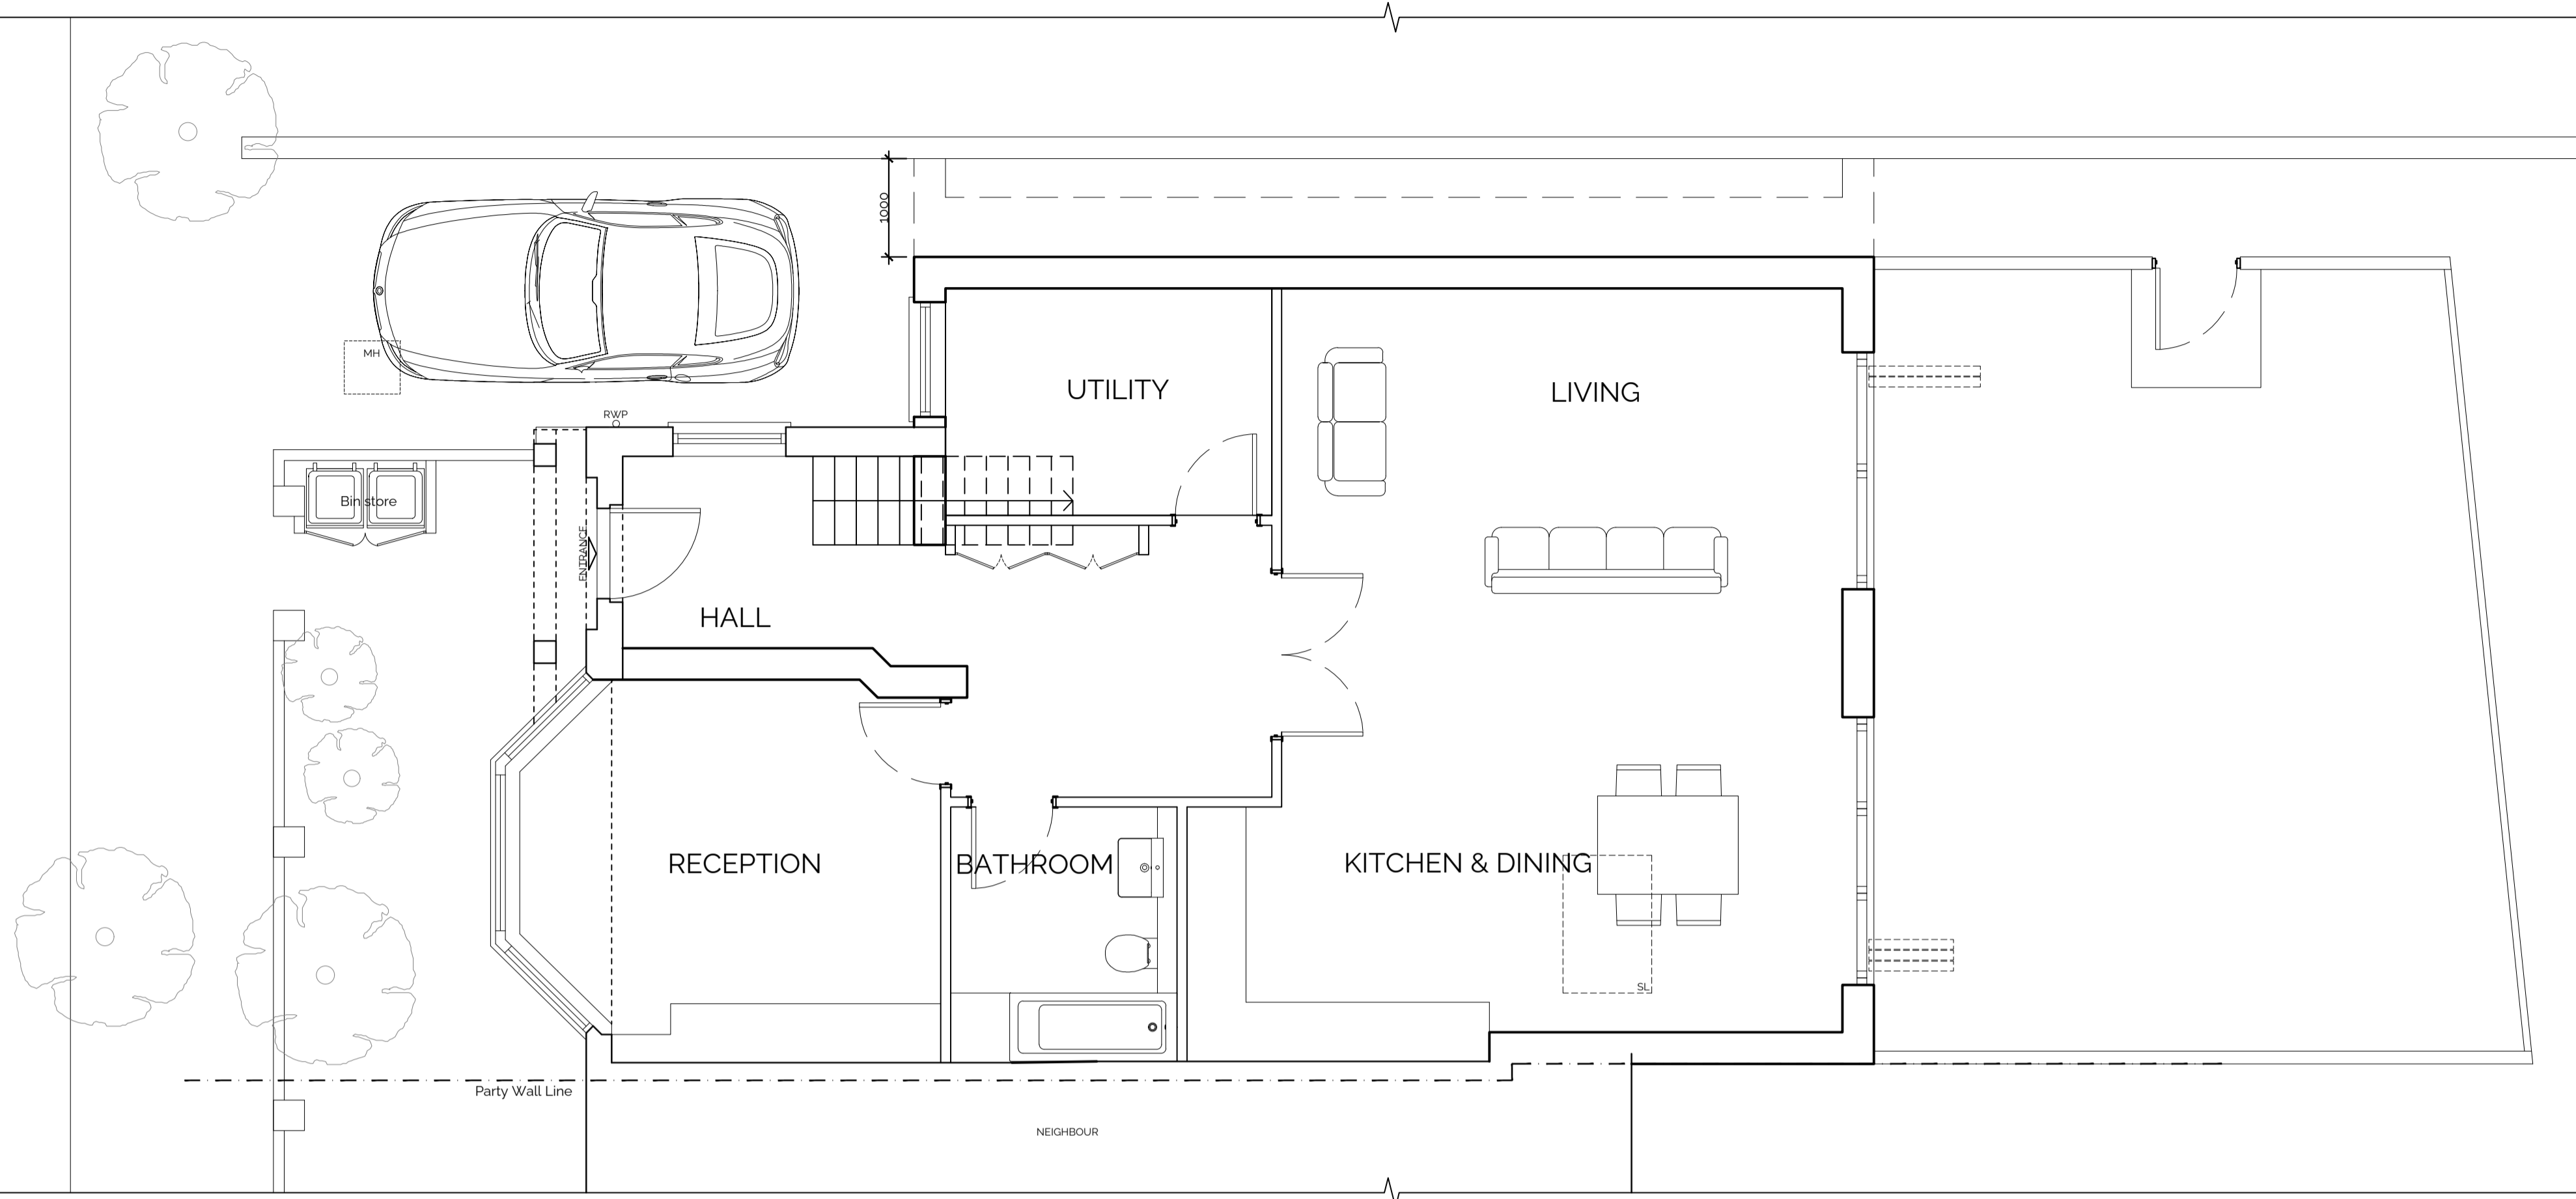 1000
MH
UTILITY
LIVING
RWP
Bin store
ENTRANCE
HALL
RECEPTION
BATHROOM
KITCHEN & DINING
SL
Party Wall Line
NEIGHBOUR